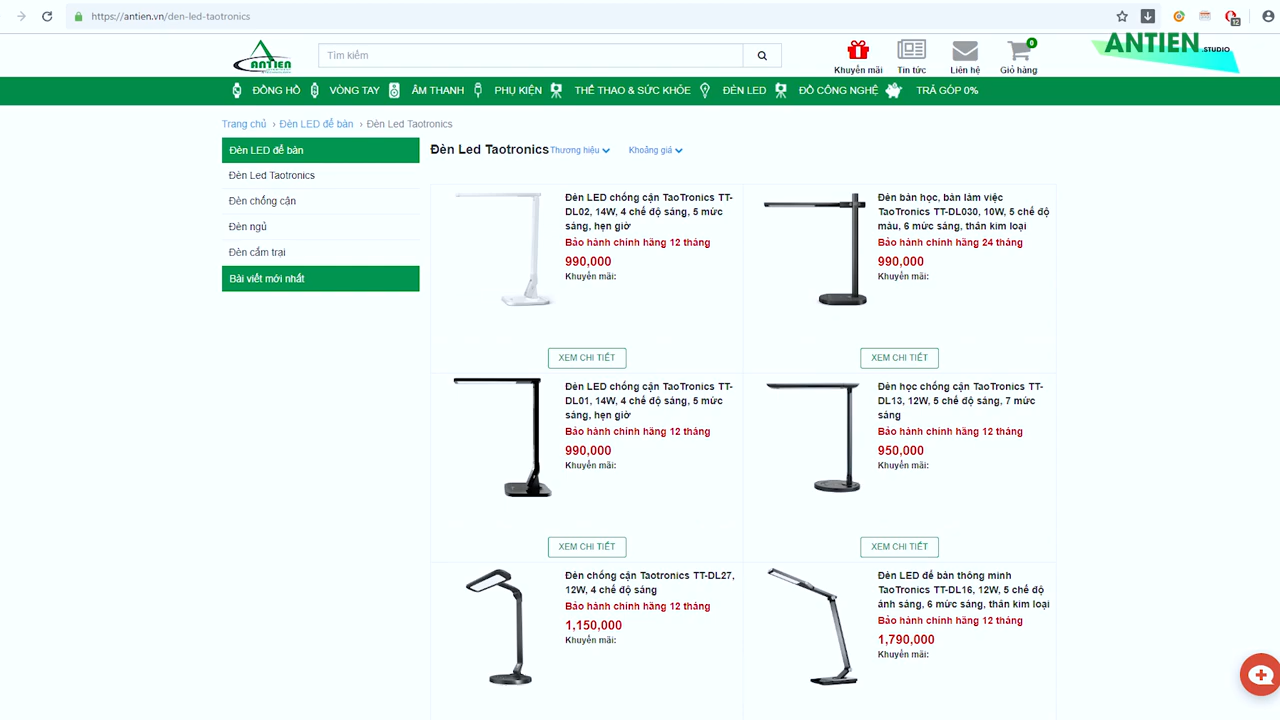 https://antien.vn/den-led-taotronics
12
ANTIEN
Tìm kiếm
0
Khuyến mãi
Tin tức
Liên hệ
Giỏ hàng
ANTIEN.STUDIO
ĐỒNG HỒ
VÒNG TAY
ÂM THANH
PHỤ KIỆN
THỂ THAO & SỨC KHỎE
ĐÈN LED
ĐỒ CÔNG NGHỆ
TRẢ GÓP 0%
Trang chủ › Đèn LED để bàn › Đèn Led Taotronics
Đèn LED để bàn
Đèn Led Taotronics
Đèn chống cận
Đèn ngủ
Đèn cắm trại
Bài viết mới nhất
Đèn Led Taotronics
Thương hiệu
Khoảng giá
Đèn LED chống cận TaoTronics TT-
DL02, 14W, 4 chế độ sáng, 5 mức
sáng, hẹn giờ
Bảo hành chính hãng 12 tháng
990,000
Khuyến mãi:
XEM CHI TIẾT
Đèn bàn học, bàn làm việc
TaoTronics TT-DL030, 10W, 5 chế độ
màu, 6 mức sáng, thân kim loại
Bảo hành chính hãng 24 tháng
990,000
Khuyến mãi:
XEM CHI TIẾT
Đèn LED chống cận TaoTronics TT-
DL01, 14W, 4 chế độ sáng, 5 mức
sáng, hẹn giờ
Bảo hành chính hãng 12 tháng
990,000
Khuyến mãi:
XEM CHI TIẾT
Đèn học chống cận TaoTronics TT-
DL13, 12W, 5 chế độ sáng, 7 mức
sáng
Bảo hành chính hãng 12 tháng
950,000
Khuyến mãi:
XEM CHI TIẾT
Đèn chống cận Taotronics TT-DL27,
12W, 4 chế độ sáng
Bảo hành chính hãng 12 tháng
1,150,000
Khuyến mãi:
Đèn LED để bàn thông minh
TaoTronics TT-DL16, 12W, 5 chế độ
ánh sáng, 6 mức sáng, thân kim loại
Bảo hành chính hãng 12 tháng
1,790,000
Khuyến mãi: